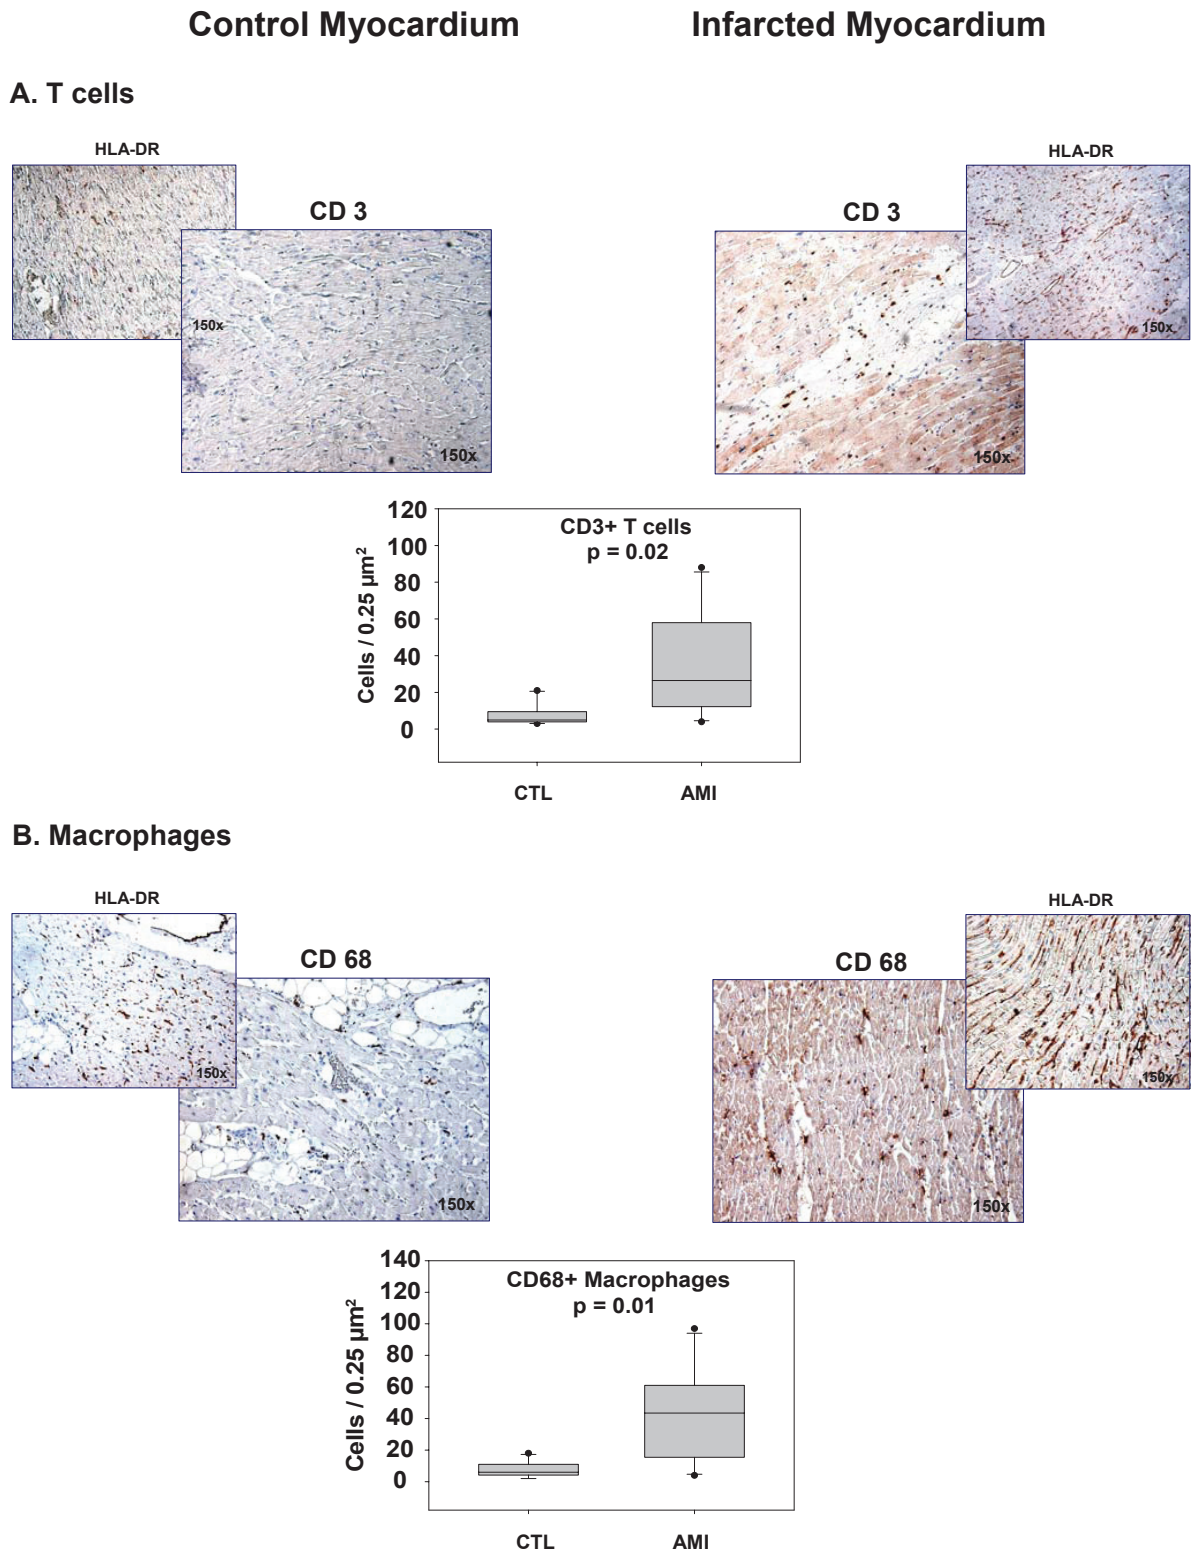 Control Myocardium
Infarcted Myocardium
A. T cells
HLA-DR
CD 3
150x
150x
HLA-DR
CD 3
150x
150x
CD3+ T cells
p = 0.02
Cells / 0.25 µm²
120
100
80
60
40
20
0
CTL
AMI
B. Macrophages
HLA-DR
CD 68
150x
150x
HLA-DR
CD 68
150x
150x
CD68+ Macrophages
p = 0.01
Cells / 0.25 µm²
140
120
100
80
60
40
20
0
CTL
AMI